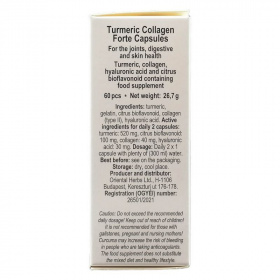 Turmeric Collagen
Forte Capsules
For the joints, digestive
and skin health
Turmeric, collagen,
hyaluronic acid and citrus
bioflavonoid containing
food supplement
60 pcs • Net weight: 26,7 g
Ingredients: turmeric,
gelatin, citrus bioflavonoid,
collagen (type II), hyaluronic acid. Active
ingredients for daily 2 capsules:
turmeric: 520 mg, citrus bioflavonoid:
100 mg, collagen: 40 mg, hyaluronic
acid: 30 mg. Dosage: Daily 2 x 1
capsule with plenty of (300 ml) water.
Best before: see on the packaging.
Storage: dry, cool place.
Producer and distributor:
Oriental Herbs Ltd. - H-
Budapest, Keresztúri út 176-178.
Registration (OGYEI) number:
26501/2021
Caution: Do not exceed the recommended
daily dosage! Keep out of reach of children!
It is not recommended for those with
gallstones, pregnant and nursing mothers!
Curcuma may increase the risk of bleeding
in people who are taking anticoagulants.
The food supplement does not substitute
the mixed diet and healthy lifestyle!